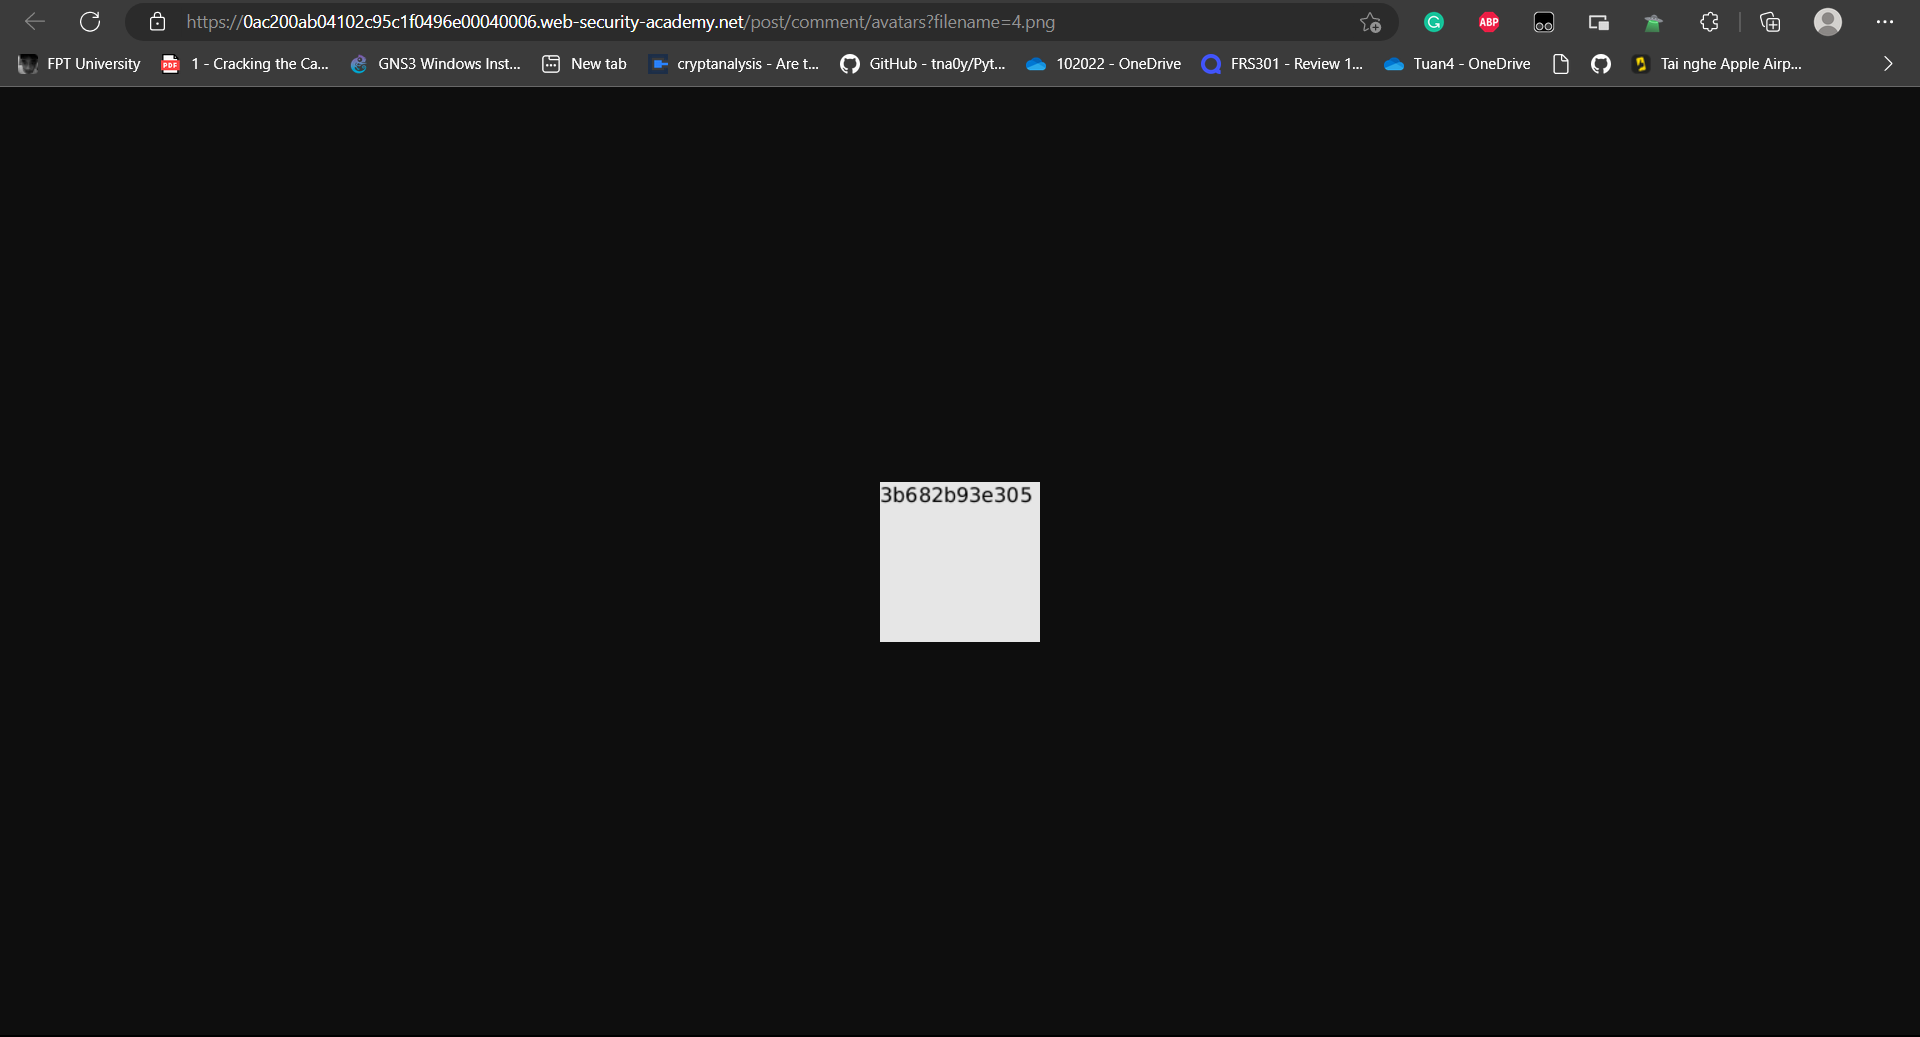 https://0ac200ab04102c95c1f0496e00040006.web-security-academy.net/post/comment/avatars?filename=4.png
G ABP
FPT University PDF 1 - Cracking the Ca... GNS3 Windows Inst... New tab cryptanalysis - Are t... GitHub - tna0y/Pyt... 102022 - OneDrive FRS301 - Review 1... Tuan4 - OneDrive Tai nghe Apple Airp...
3b682b93e305